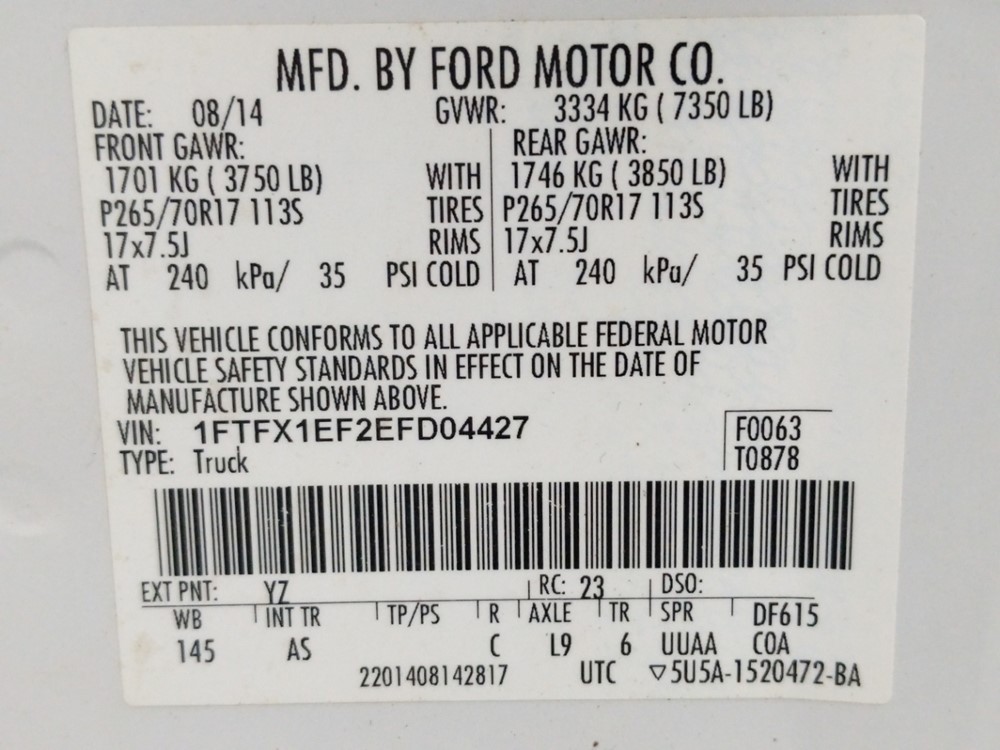 MFD. BY FORD MOTOR CO.
DATE: 08/14 GVWR: 3334 KG ( 7350 LB)
FRONT GAWR: REAR GAWR:
1701 KG ( 3750 LB) WITH 1746 KG ( 3850 LB) WITH
P265/70R17 113S TIRES P265/70R17 113S TIRES
17x7.5J RIMS 17x7.5J RIMS
AT 240 kPa/ 35 PSI COLD AT 240 kPa/ 35 PSI COLD
THIS VEHICLE CONFORMS TO ALL APPLICABLE FEDERAL MOTOR
VEHICLE SAFETY STANDARDS IN EFFECT ON THE DATE OF
MANUFACTURE SHOWN ABOVE.
VIN: 1FTFX1EF2EFD04427 F0063
TYPE: Truck T0878
EXT PNT: YZ RC: 23 DSO:
WB INT TR TP/PS R AXLE TR SPR DF615
145 AS C L9 6 UUAA COA
2201408142817 UTC ▽5U5A-1520472-BA